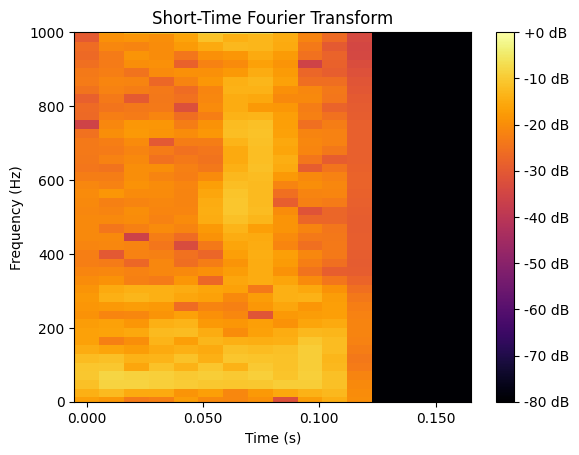 Short-Time Fourier Transform
Frequency (Hz)
1000
800
600
400
200
0
0.000 0.050 0.100 0.150
Time (s)
+0 dB
-10 dB
-20 dB
-30 dB
-40 dB
-50 dB
-60 dB
-70 dB
-80 dB